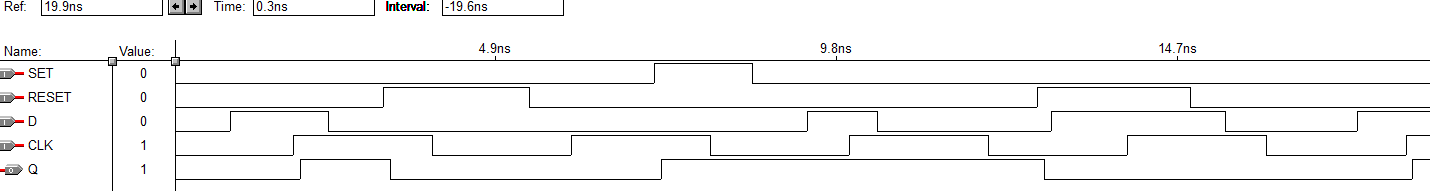 Ref: 19.9ns Time: 0.3ns Interval: -19.6ns
4.9ns 9.8ns 14.7ns
Name: Value:
SET 0
RESET 0
D 0
CLK 1
Q 1